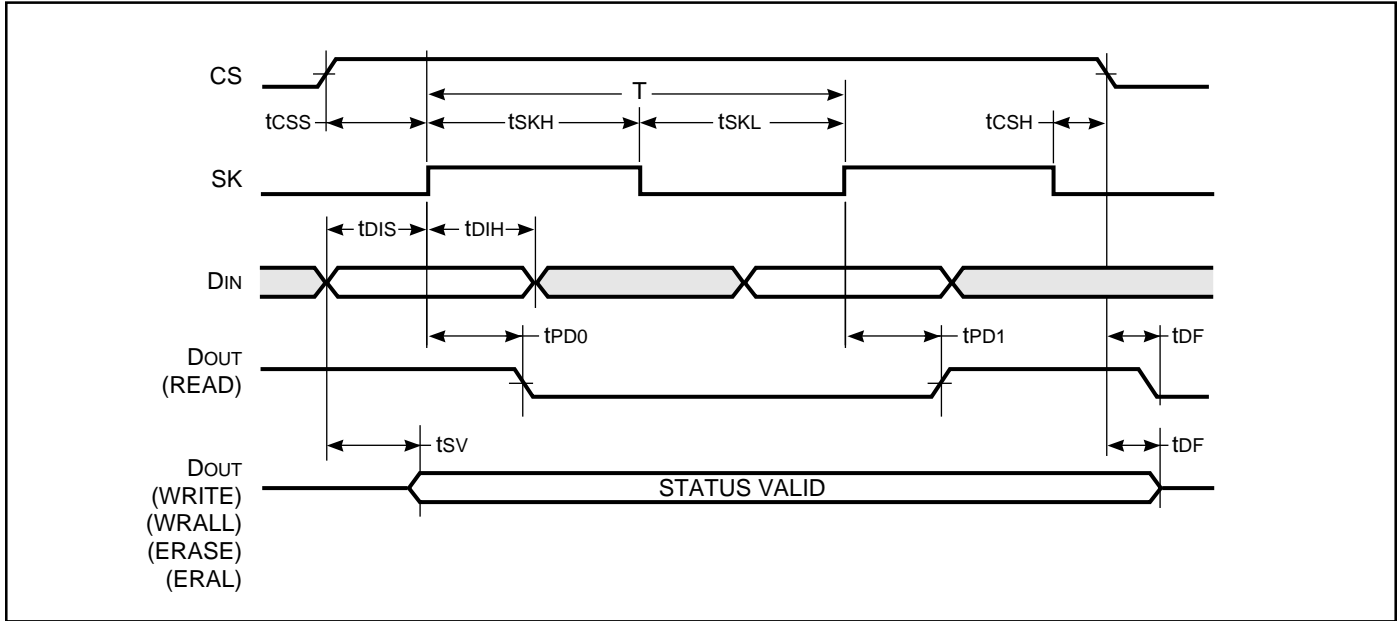 CS
T
tCSS
tSKH
tSKL
tCSH
SK
tDIS
tDIH
DIN
tPD0
tPD1
tDF
DOUT
(READ)
tSV
tDF
DOUT
(WRITE)
(WRALL)
(ERASE)
(ERAL)
STATUS VALID